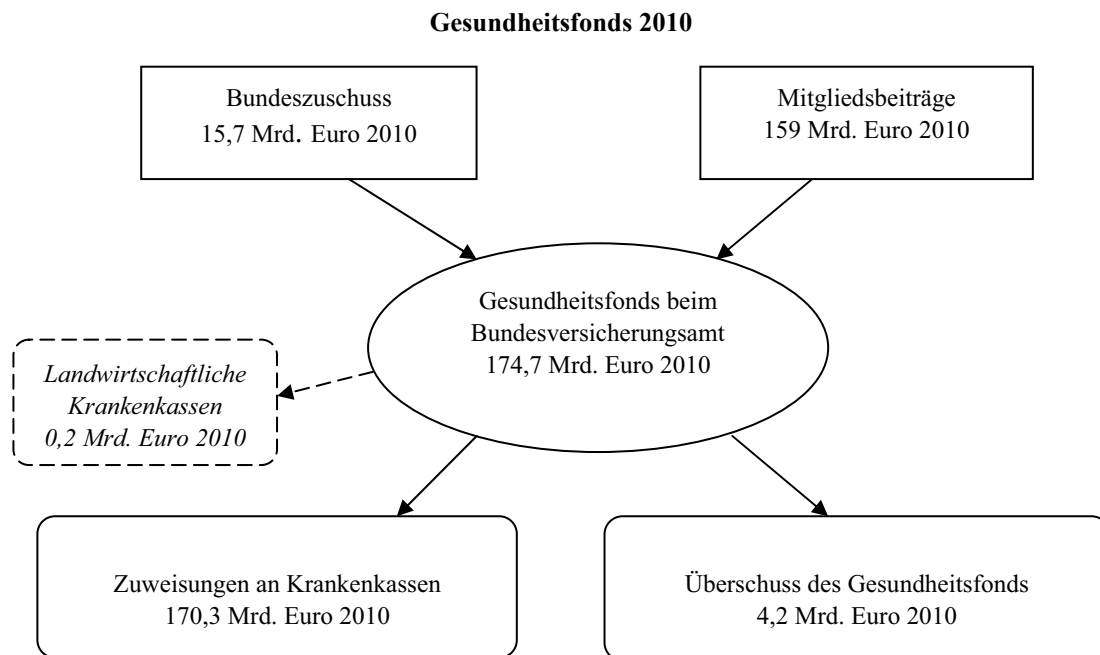 Gesundheitsfonds 2010
Bundeszuschuss
15,7 Mrd. Euro 2010
Mitgliedsbeiträge
159 Mrd. Euro 2010
Gesundheitsfonds beim
Bundesversicherungsamt
174,7 Mrd. Euro 2010
Landwirtschaftliche
Krankenkassen
0,2 Mrd. Euro 2010
Zuweisungen an Krankenkassen
170,3 Mrd. Euro 2010
Überschuss des Gesundheitsfonds
4,2 Mrd. Euro 2010